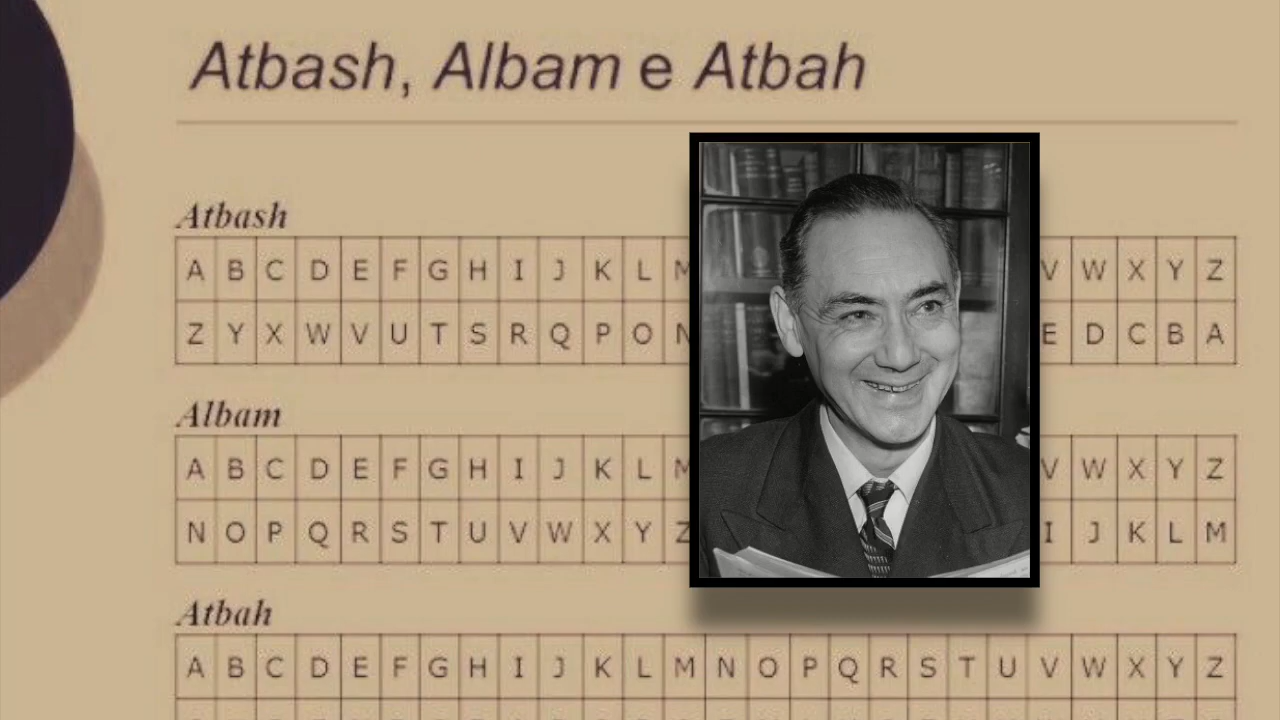 Atbash, Albam e Atbah
Atbash
A B C D E F G H I J K L M V W X Y Z
Z Y X W V U T S R Q P O N E D C B A
Albam
A B C D E F G H I J K L M V W X Y Z
N O P Q R S T U V W X Y Z I J K L M
Atbah
A B C D E F G H I J K L M N O P Q R S T U V W X Y Z